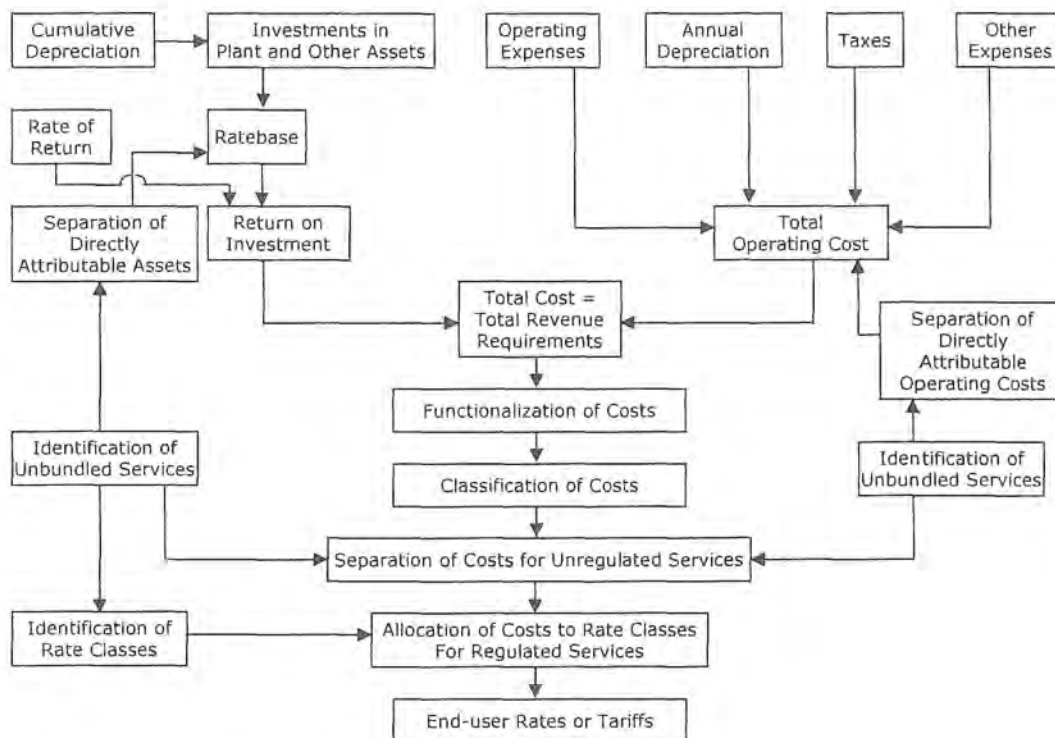 Cumulative
Depreciation
Investments in
Plant and Other Assets
Operating
Expenses
Annual
Depreciation
Taxes
Other
Expenses
Rate of
Return
Ratebase
Separation of
Directly
Attributable Assets
Return on
Investment
Total
Operating Cost
Total Cost =
Total Revenue
Requirements
Separation of
Directly
Attributable
Operating Costs
Functionalization of Costs
Identification of
Unbundled Services
Classification of Costs
Identification of
Unbundled Services
Separation of Costs for Unregulated Services
Identification of
Rate Classes
Allocation of Costs to Rate Classes
For Regulated Services
End-user Rates or Tariffs